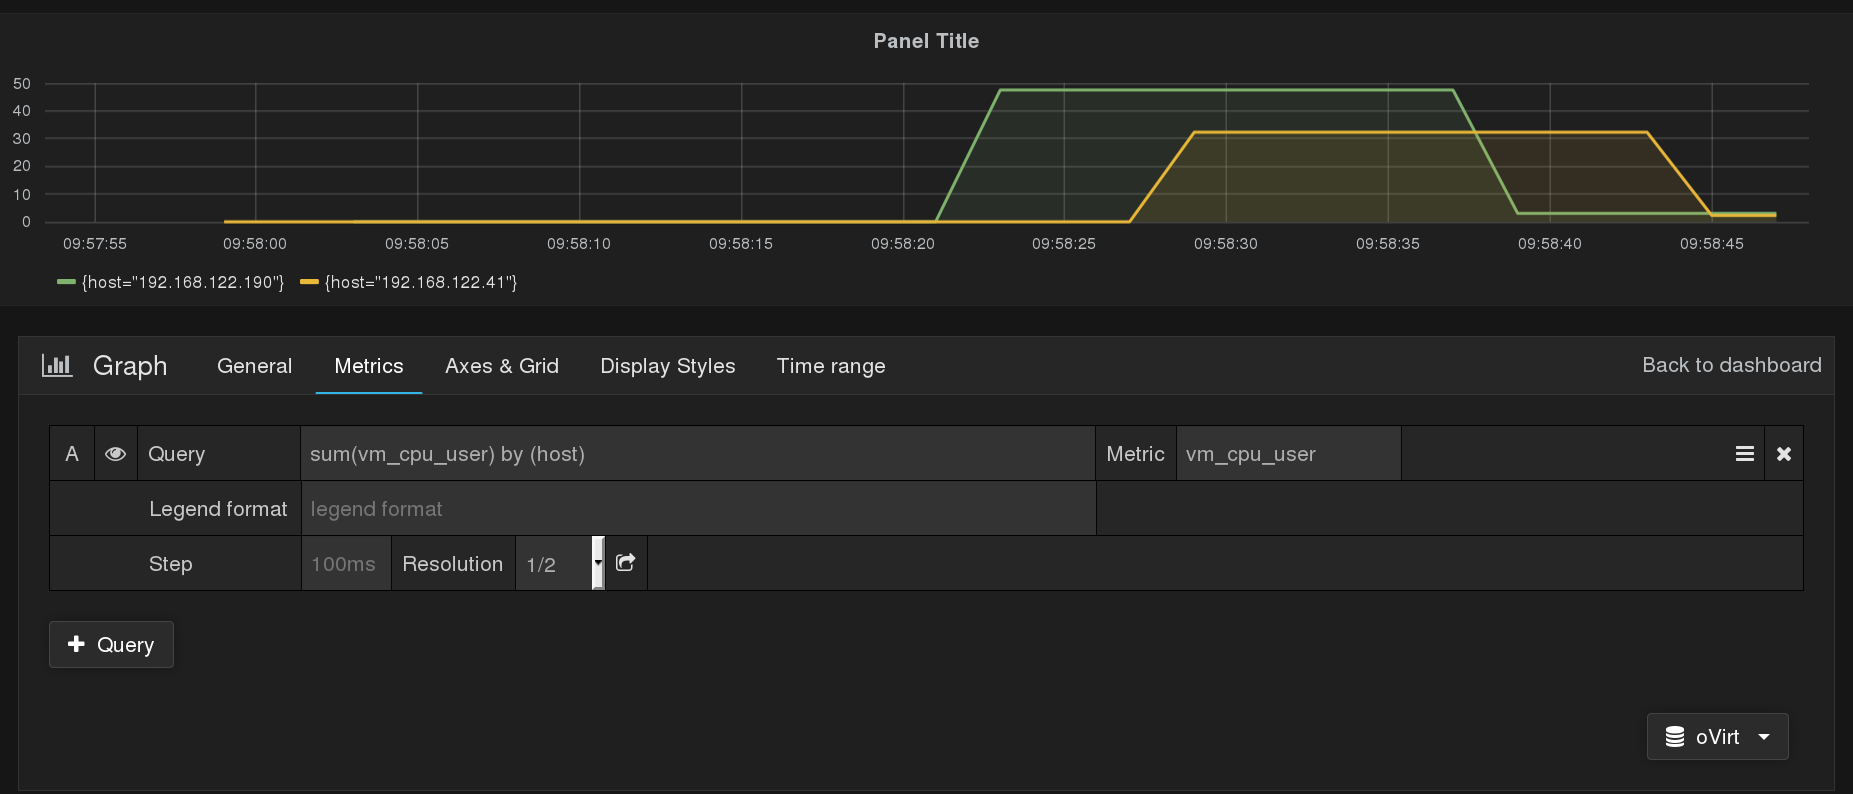 Panel Title
50
40
30
20
10
0
09:57:55 09:58:00 09:58:05 09:58:10 09:58:15 09:58:20 09:58:25 09:58:30 09:58:35 09:58:40 09:58:45
{host="192.168.122.190"} {host="192.168.122.41"}
Graph General Metrics Axes & Grid Display Styles Time range Back to dashboard
A Query sum(vm_cpu_user) by (host) Metric vm_cpu_user
Legend format legend format
Step 100ms Resolution 1/2
Query
oVirt